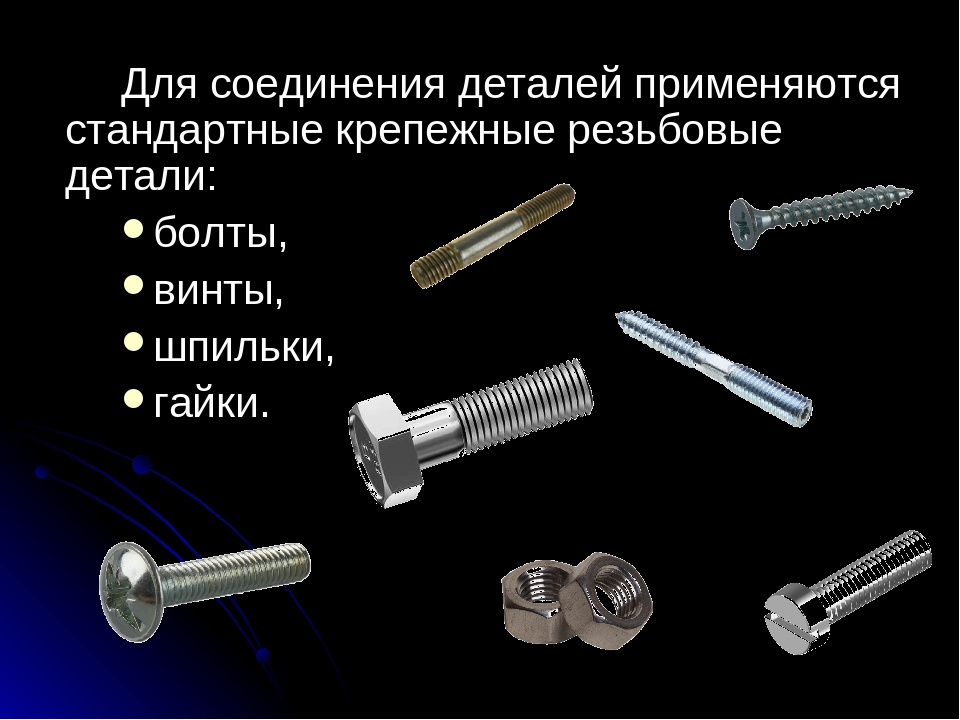 Для соединения деталей применяются
стандартные крепежные резьбовые
детали:
болты,
винты,
шпильки,
гайки.